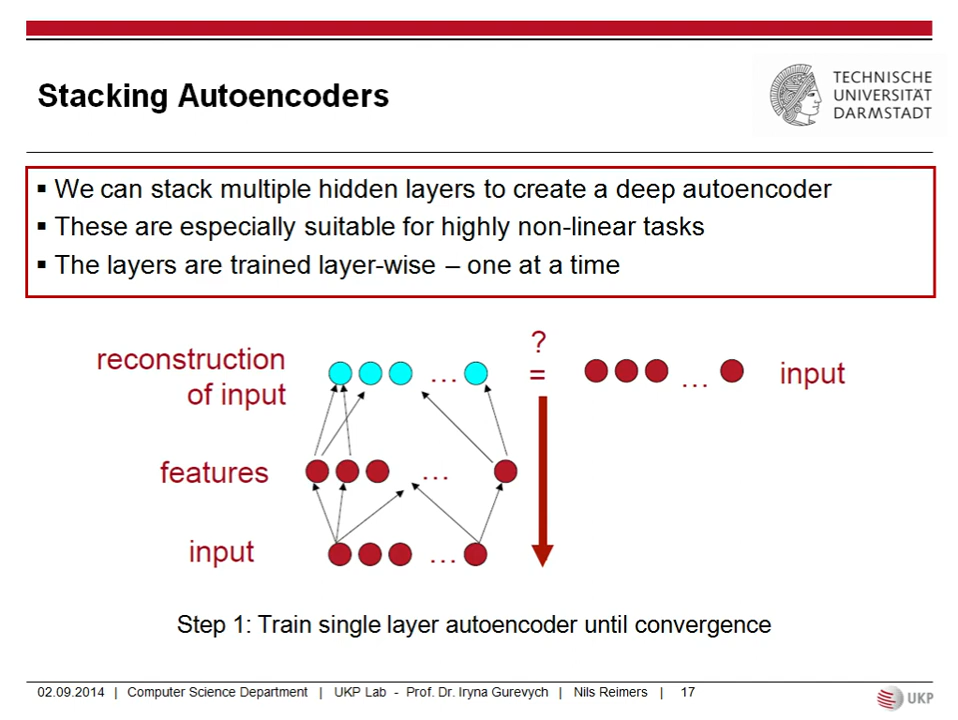 Stacking Autoencoders
TECHNISCHE
UNIVERSITÄT
DARMSTADT
▪ We can stack multiple hidden layers to create a deep autoencoder
▪ These are especially suitable for highly non-linear tasks
▪ The layers are trained layer-wise – one at a time
reconstruction
of input
…
?
=
…
input
features
…
input
…
Step 1: Train single layer autoencoder until convergence
02.09.2014 | Computer Science Department | UKP Lab - Prof. Dr. Iryna Gurevych | Nils Reimers | 17
UKP